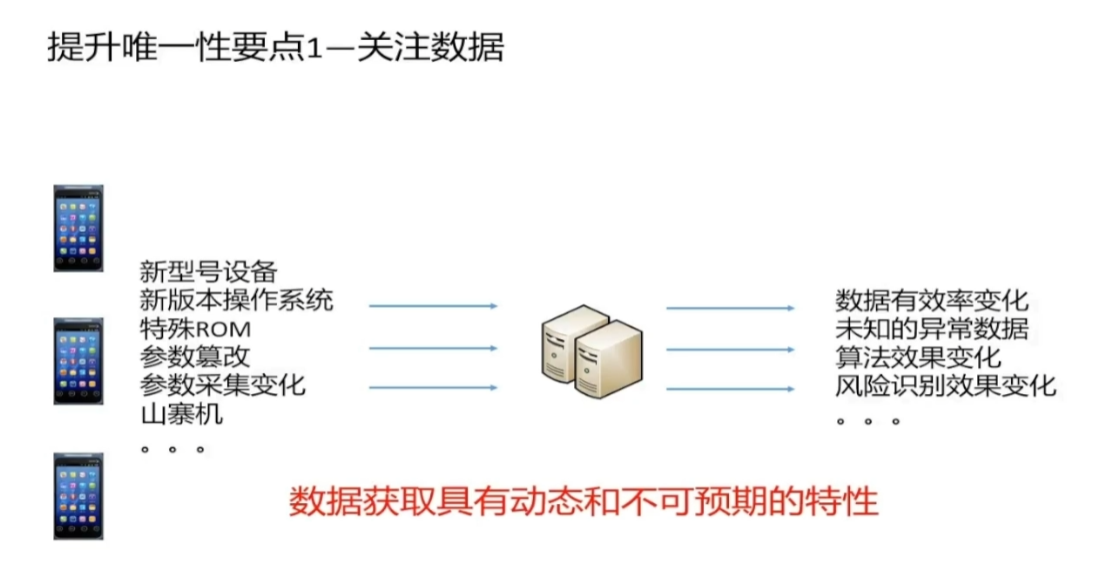 提升唯一性要点1—关注数据
新型号设备
新版本操作系统
特殊ROM
参数篡改
参数采集变化
山寨机
。。。
数据有效率变化
未知的异常数据
算法效果变化
风险识别效果变化
。。。
数据获取具有动态和不可预期的特性